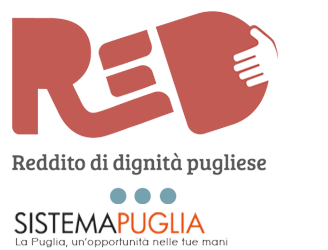 RED
Reddito di dignità pugliese
SISTEMAPUGLIA
La Puglia, un'opportunità nelle tue mani